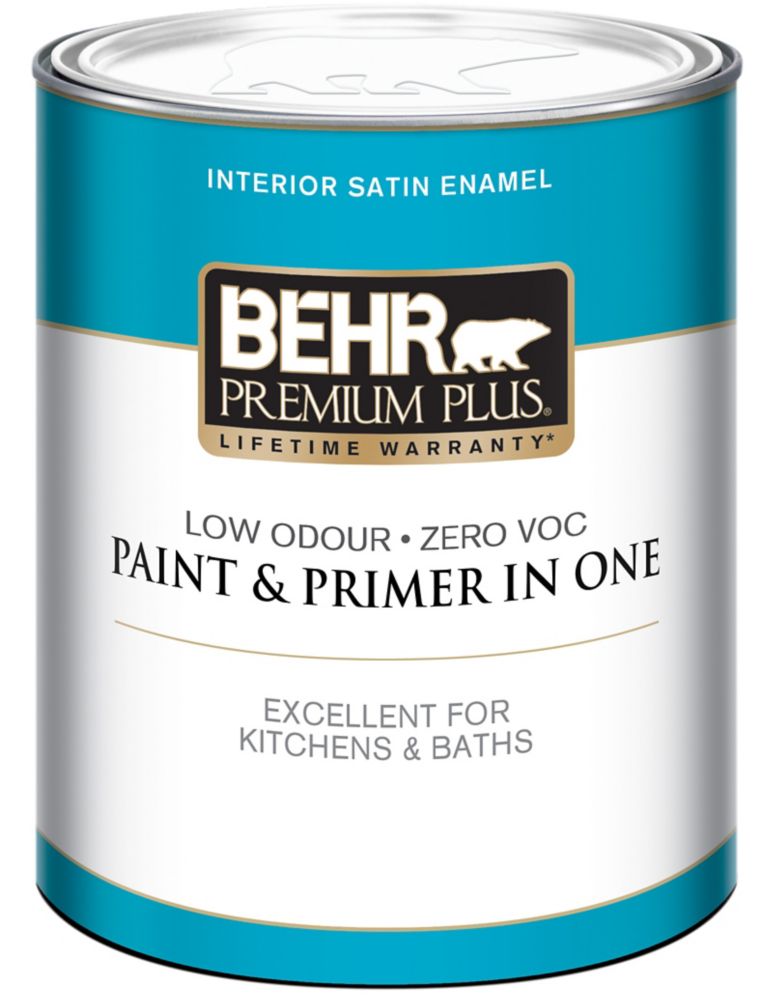 INTERIOR SATIN ENAMEL
BEHR
PREMIUM PLUS®
LIFETIME WARRANTY*
LOW ODOUR • ZERO VOC
PAINT & PRIMER IN ONE
EXCELLENT FOR
KITCHENS & BATHS